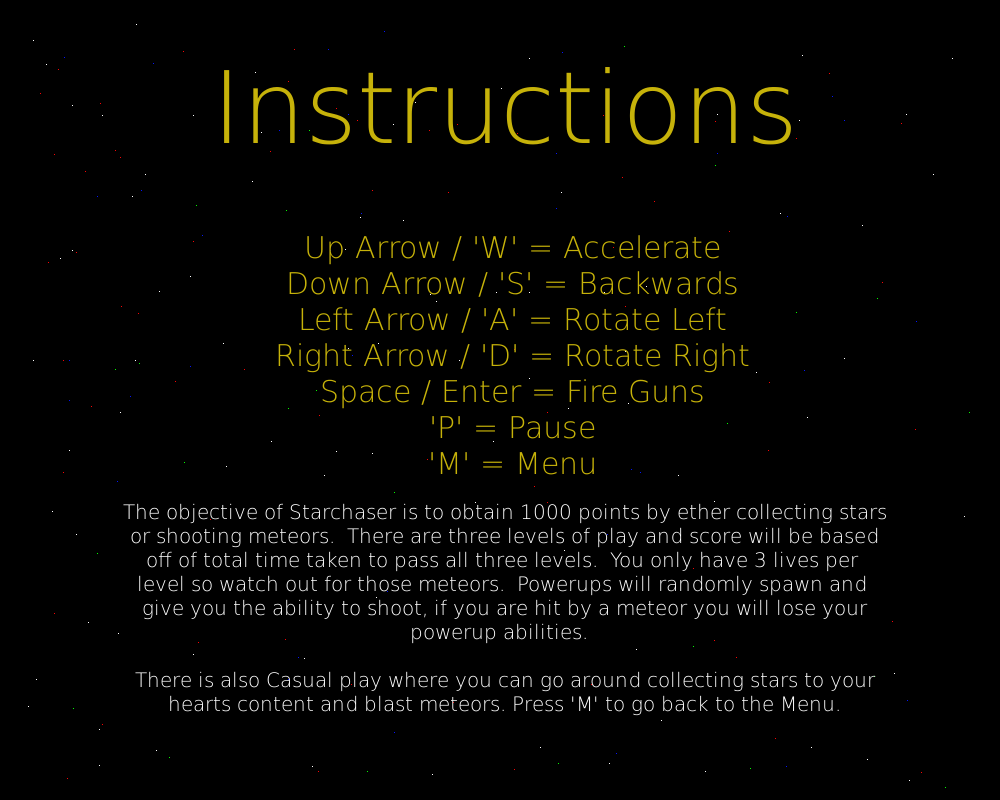 Instructions
Up Arrow / 'W' = Accelerate
Down Arrow / 'S' = Backwards
Left Arrow / 'A' = Rotate Left
Right Arrow / 'D' = Rotate Right
Space / Enter = Fire Guns
'P' = Pause
'M' = Menu
The objective of Starchaser is to obtain 1000 points by ether collecting stars
or shooting meteors.  There are three levels of play and score will be based
off of total time taken to pass all three levels.  You only have 3 lives per
level so watch out for those meteors.  Powerups will randomly spawn and
give you the ability to shoot, if you are hit by a meteor you will lose your
powerup abilities.
There is also Casual play where you can go around collecting stars to your
hearts content and blast meteors. Press 'M' to go back to the Menu.